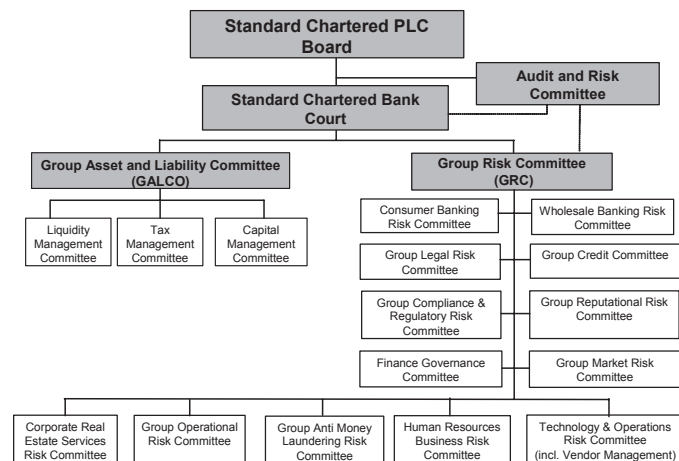 Standard Chartered PLC
Board
Audit and Risk
Committee
Standard Chartered Bank
Court
Group Asset and Liability Committee
(GALCO)
Group Risk Committee
(GRC)
Liquidity
Management
Committee
Tax
Management
Committee
Capital
Management
Committee
Consumer Banking
Risk Committee
Wholesale Banking Risk
Committee
Group Legal Risk
Committee
Group Credit Committee
Group Compliance &
Regulatory Risk
Committee
Group Reputational Risk
Committee
Finance Governance
Committee
Group Market Risk
Committee
Corporate Real
Estate Services
Risk Committee
Group Operational
Risk Committee
Group Anti Money
Laundering Risk
Committee
Human Resources
Business Risk
Committee
Technology & Operations
Risk Committee
(incl. Vendor Management)